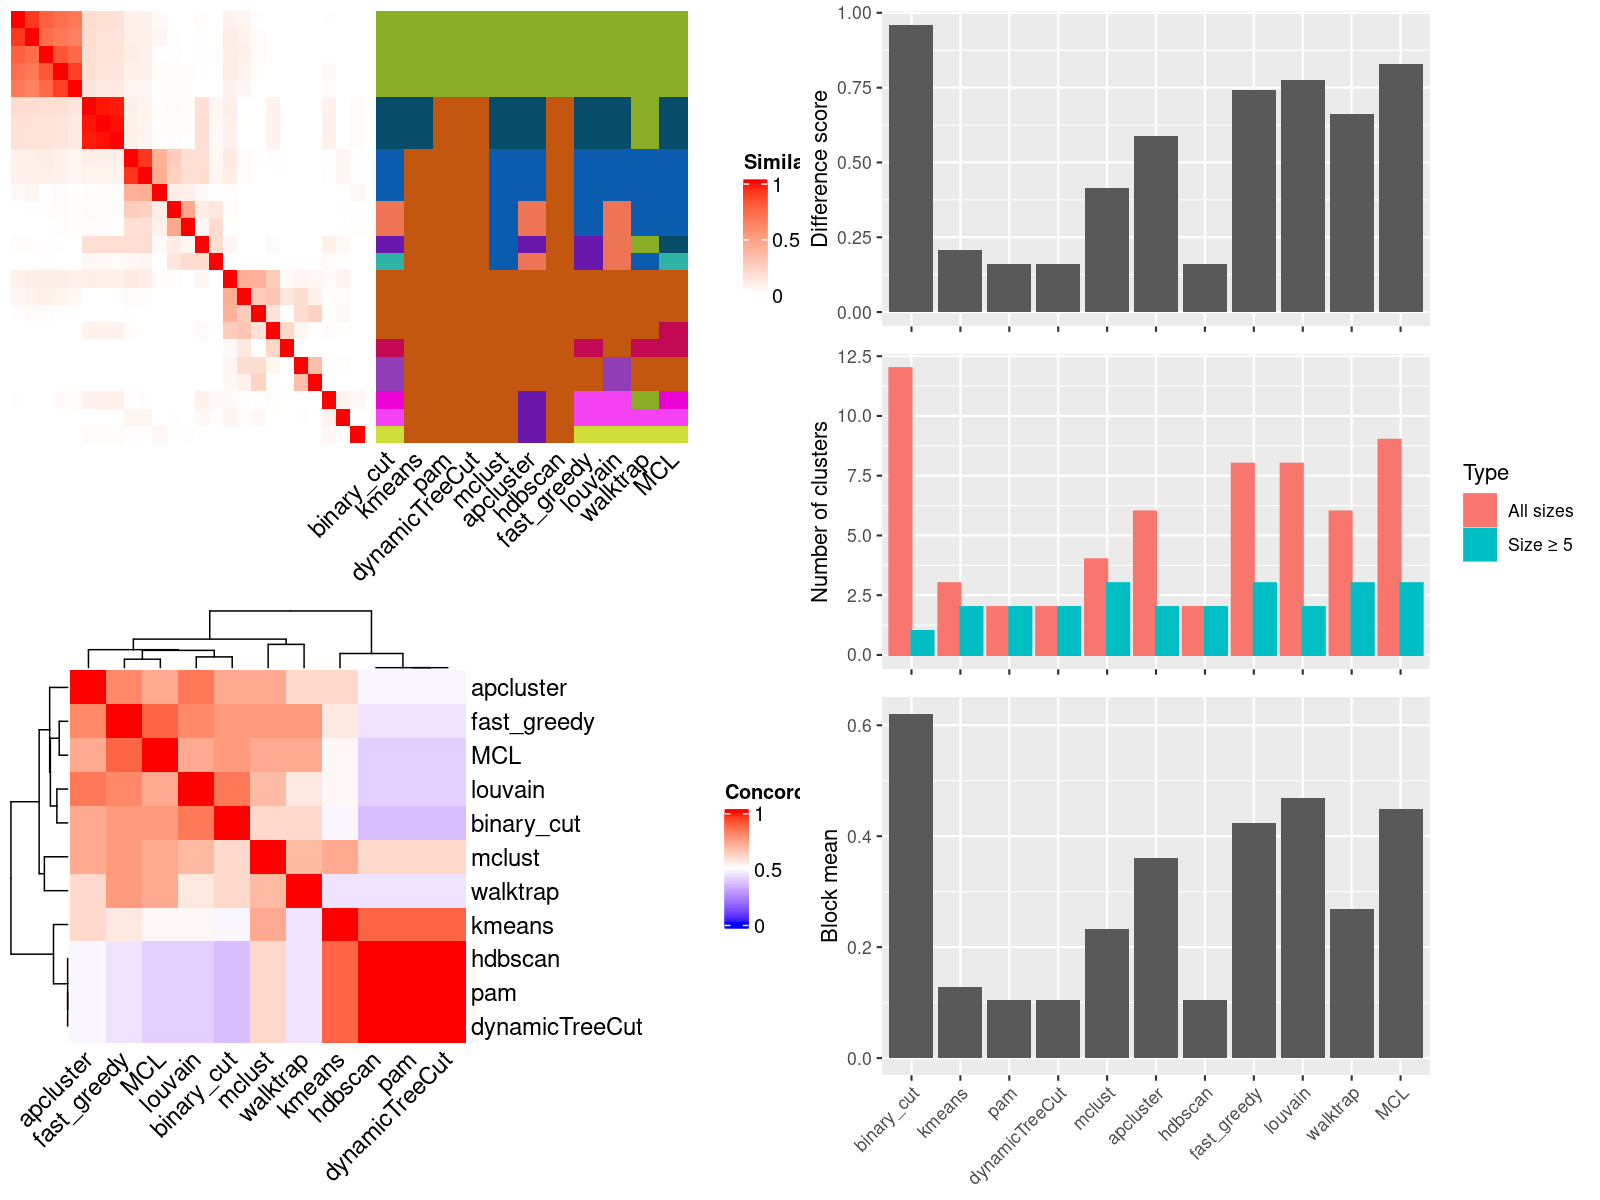 Simila
1
0.5
0
binary_cut
kmeans
pam
dynamicTreeCut
mclust
apcluster
hdbscan
fast_greedy
louvain
walktrap
MCL
Difference score
1.00
0.75
0.50
0.25
0.00
Number of clusters
12.5
10.0
7.5
5.0
2.5
0.0
Type
All sizes
Size ≥ 5
apcluster
fast_greedy
MCL
louvain
binary_cut
mclust
walktrap
kmeans
hdbscan
pam
dynamicTreeCut
apcluster
fast_greedy
MCL
louvain
binary_cut
mclust
walktrap
kmeans
hdbscan
pam
dynamicTreeCut
Concord
1
0.5
0
Block mean
0.6
0.4
0.2
0.0
binary_cut
kmeans
pam
dynamicTreeCut
mclust
apcluster
hdbscan
fast_greedy
louvain
walktrap
MCL